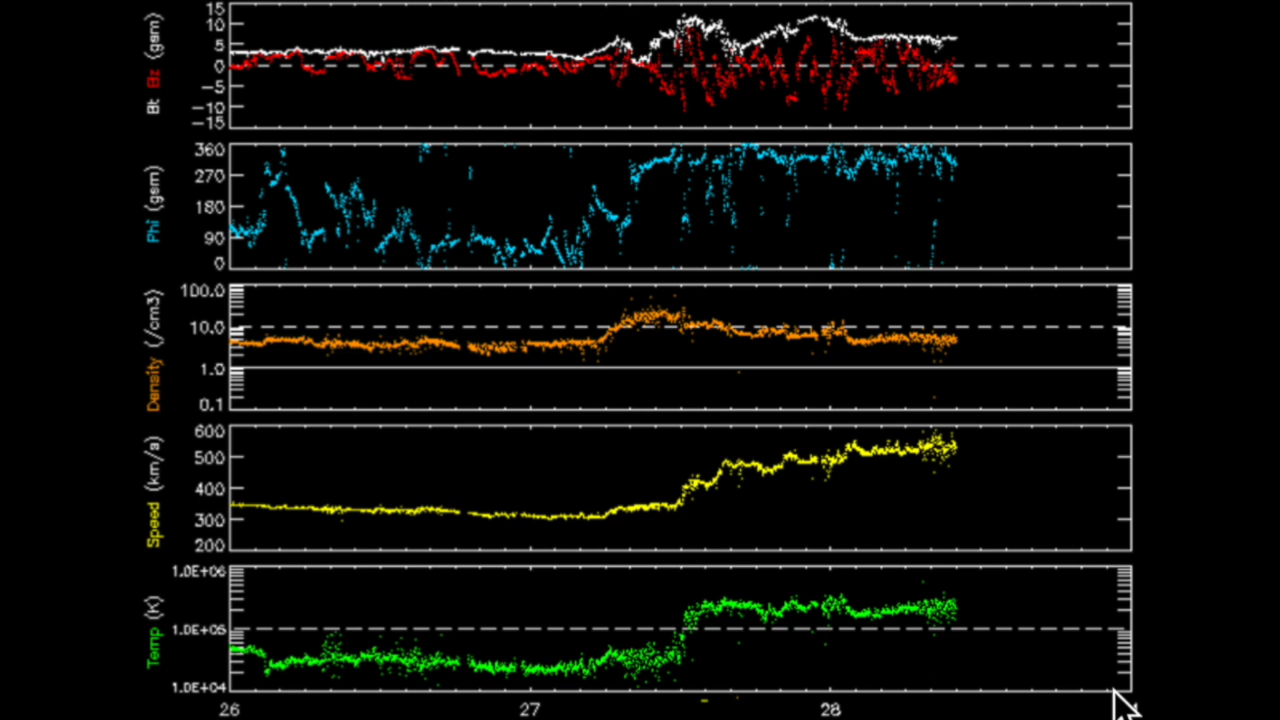 Bt Bz (gsm)
15
10
5
0
-5
-10
-15
Phi (gsm)
360
270
180
90
0
Density (/cm3)
100.0
10.0
1.0
0.1
Speed (km/s)
600
500
400
300
200
Temp (K)
1.0E+06
1.0E+05
1.0E+04
26 27 28